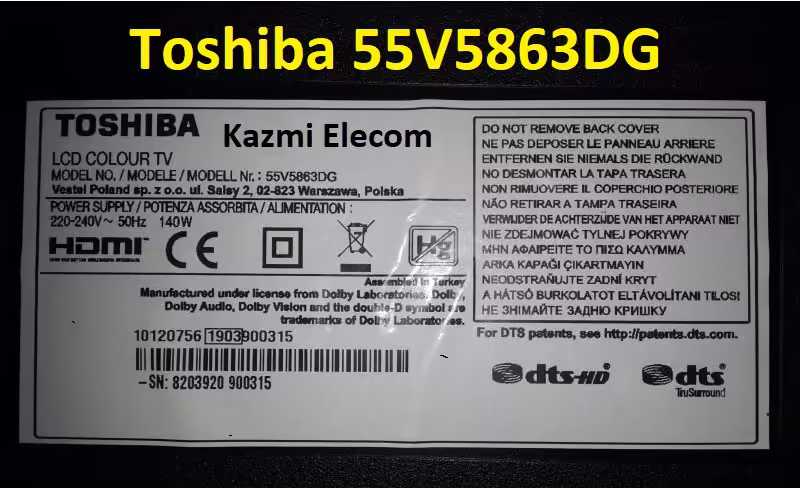 Toshiba 55V5863DG
TOSHIBA
Kazmi Elecom
LCD COLOUR TV
MODEL NO. / MODELE / MODELL Nr. : 55V5863DG
Vestel Poland sp. z o.o. ul. Salsy 2, 02-823 Warszawa, Polska
POWER SUPPLY / POTENZA ASSORBITA / ALIMENTATION :
220-240V~ 50Hz 140W
HDMI
CE
Hg
Assembled in Turkey
Manufactured under license from Dolby Laboratories. Dolby,
Dolby Audio, Dolby Vision and the double-D symbol are
trademarks of Dolby Laboratories.
10120756 1903900315
-SN: 8203920 900315
DO NOT REMOVE BACK COVER
NE PAS DEPOSER LE PANNEAU ARRIERE
ENTFERNEN SIE NIEMALS DIE RÜCKWAND
NO DESMONTAR LA TAPA TRASERA
NON RIMUOVERE IL COPERCHIO POSTERIORE
NÃO RETIRAR A TAMPA TRASEIRA
VERWIJDER DE ACHTERZIJDE VAN HET APPARAAT NIET
NIE ZDEJMOWAĆ TYLNEJ POKRYWY
ΜΗΝ ΑΦΑΙΡΕΙΤΕ ΤΟ ΠΙΣΩ ΚΑΛΥΜΜΑ
ARKA KAPAĞI ÇIKARTMAYIN
NEODSTRAŇUJTE ZADNÍ KRYT
A HÁTSÓ BURKOLATOT ELTÁVOLÍTANI TILOS!
НЕ ЗНІМАЙТЕ ЗАДНЮ КРИШКУ
For DTS patents, see http://patents.dts.com.
dts-HD
dts
TruSurround